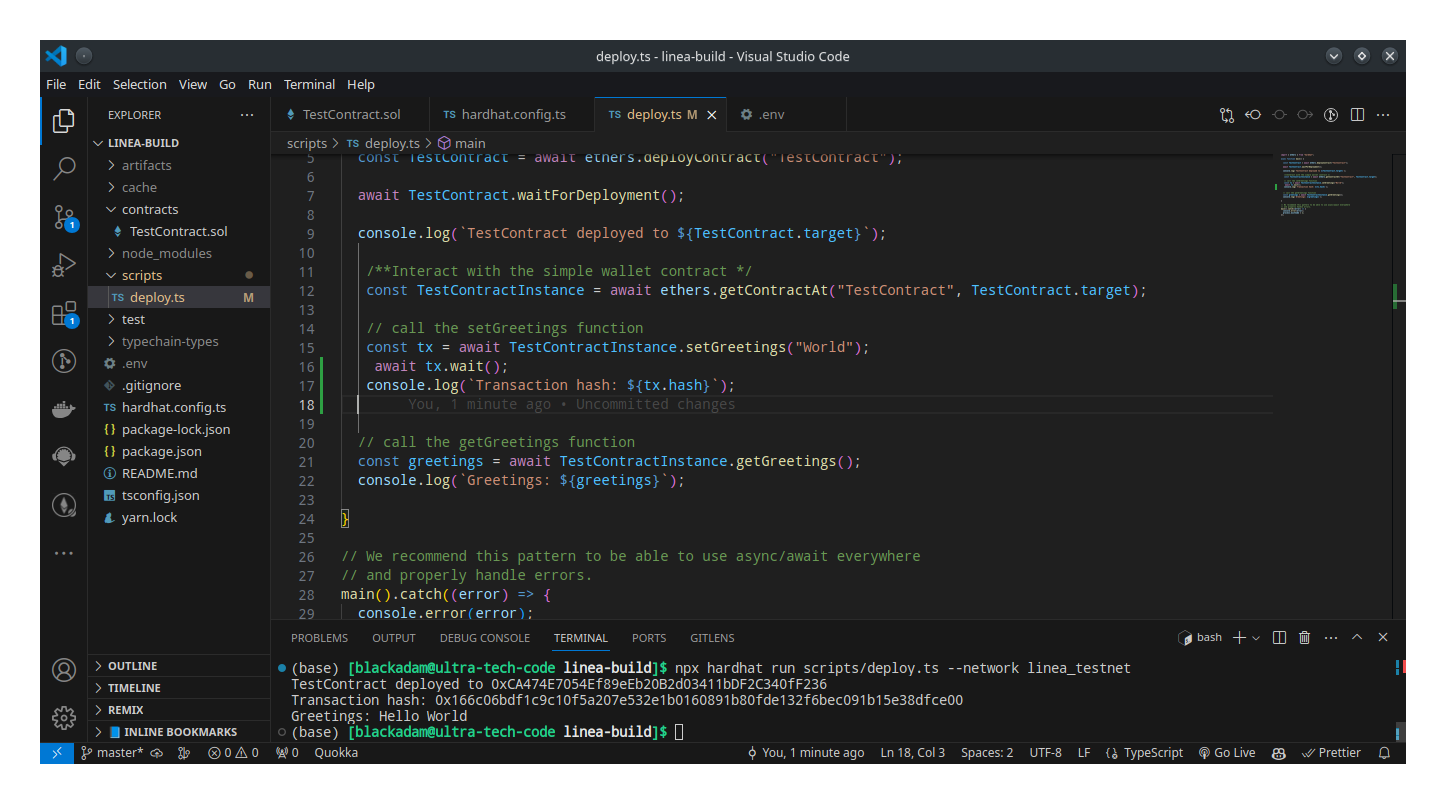 deploy.ts - linea-build - Visual Studio Code
File Edit Selection View Go Run Terminal Help
EXPLORER
LINEA-BUILD
artifacts
cache
contracts
TestContract.sol
node_modules
scripts
TS deploy.ts M
test
typechain-types
.env
.gitignore
TS hardhat.config.ts
{} package-lock.json
{} package.json
README.md
TS tsconfig.json
yarn.lock
OUTLINE
TIMELINE
REMIX
INLINE BOOKMARKS
1
1
TestContract.sol TS hardhat.config.ts TS deploy.ts M .env
scripts > TS deploy.ts > main
5 const TestContract = await ethers.deployContract("TestContract");
6
7 await TestContract.waitForDeployment();
8
9 console.log(`TestContract deployed to ${TestContract.target}`);
10
11 /**Interact with the simple wallet contract */
12 const TestContractInstance = await ethers.getContractAt("TestContract", TestContract.target);
13
14 // call the setGreetings function
15 const tx = await TestContractInstance.setGreetings("World");
16 await tx.wait();
17 console.log(`Transaction hash: ${tx.hash}`);
18 You, 1 minute ago • Uncommitted changes
19
20 // call the getGreetings function
21 const greetings = await TestContractInstance.getGreetings();
22 console.log(`Greetings: ${greetings}`);
23
24 }
25
26 // We recommend this pattern to be able to use async/await everywhere
27 // and properly handle errors.
28 main().catch((error) => {
29 console.error(error);
PROBLEMS OUTPUT DEBUG CONSOLE TERMINAL PORTS GITLENS
bash
(base) [blackadam@ultra-tech-code linea-build]$ npx hardhat run scripts/deploy.ts --network linea_testnet
TestContract deployed to 0xCA474E7054Ef89eEb20B2d03411bDF2C340fF236
Transaction hash: 0x166c06bdf1c9c10f5a207e532e1b0160891b80fde132f6bec091b15e38dfce00
Greetings: Hello World
(base) [blackadam@ultra-tech-code linea-build]$
master* 0 0 0 Quokka You, 1 minute ago Ln 18, Col 3 Spaces: 2 UTF-8 LF TypeScript Go Live Prettier